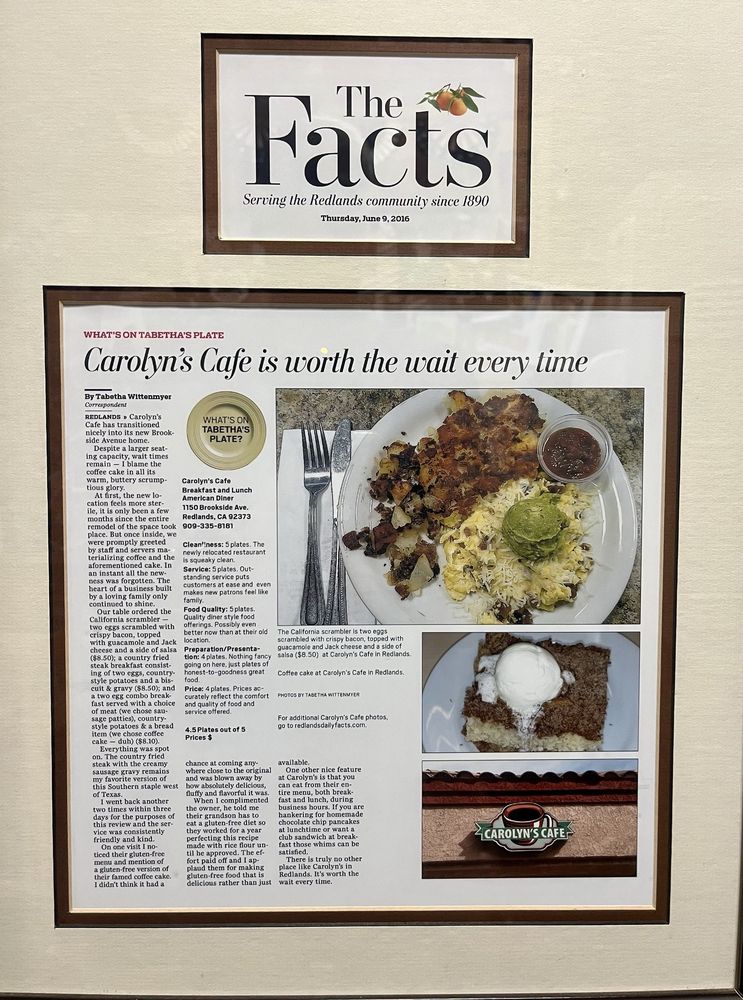 The
Facts
Serving the Redlands community since 1890
Thursday, June 9, 2016
WHAT'S ON TABETHA'S PLATE
Carolyn's Cafe is worth the wait every time
By Tabetha Wittenmyer
Correspondent
REDLANDS » Carolyn's
Cafe has transitioned
nicely into its new Brook-
side Avenue home.
Despite a larger seat-
ing capacity, wait times
remain — I blame the
coffee cake in all its
warm, buttery scrump-
tious glory.
At first, the new lo-
cation feels more ster-
ile, it is only a few
months since the entire
remodel of the space took
place. But once inside, we
were promptly greeted
by staff and servers ma-
terializing coffee and the
aforementioned cake. In
an instant all the new-
ness was forgotten. The
heart of a business built
by a loving family only
continued to shine.
Our table ordered the
California scrambler —
two eggs scrambled with
crispy bacon, topped
with guacamole and Jack
cheese and a side of salsa
($8.50); a country fried
steak breakfast consist-
ing of two eggs, country-
style potatoes and a bis-
cuit & gravy ($8.50); and
a two egg combo break-
fast served with a choice
of meat (we chose sau-
sage patties), country-
style potatoes & a bread
item (we chose coffee
cake — duh) ($8.10).
Everything was spot
on. The country fried
steak with the creamy
sausage gravy remains
my favorite version of
this Southern staple west
of Texas.
I went back another
two times within three
days for the purposes of
this review and the ser-
vice was consistently
friendly and kind.
On one visit I no-
ticed their gluten-free
menu and mention of
a gluten-free version of
their famed coffee cake.
I didn't think it had a
WHAT'S ON
TABETHA'S
PLATE?
Carolyn's Cafe
Breakfast and Lunch
American Diner
1150 Brookside Ave.
Redlands, CA 92373
909-335-8181
Cleanliness: 5 plates. The
newly relocated restaurant
is squeaky clean.
Service: 5 plates. Out-
standing service puts
customers at ease and even
makes new patrons feel like
family.
Food Quality: 5 plates.
Quality diner style food
offerings. Possibly even
better now than at their old
location.
Preparation/Presenta-
tion: 4 plates. Nothing fancy
going on here, just plates of
honest-to-goodness great
food.
Price: 4 plates. Prices ac-
curately reflect the comfort
and quality of food and
service offered.
4.5 Plates out of 5
Prices $
chance at coming any-
where close to the original
and was blown away by
how absolutely delicious,
fluffy and flavorful it was.
When I complimented
the owner, he told me
their grandson has to
eat a gluten-free diet so
they worked for a year
perfecting this recipe
made with rice flour un-
til he approved. The ef-
fort paid off and I ap-
plaud them for making
gluten-free food that is
delicious rather than just
The California scrambler is two eggs
scrambled with crispy bacon, topped with
guacamole and Jack cheese and a side of
salsa ($8.50) at Carolyn's Cafe in Redlands.
Coffee cake at Carolyn's Cafe in Redlands.
PHOTOS BY TABETHA WITTENMYER
For additional Carolyn's Cafe photos,
go to redlandsdailyfacts.com.
available.
One other nice feature
at Carolyn's is that you
can eat from their en-
tire menu, both break-
fast and lunch, during
business hours. If you are
hankering for homemade
chocolate chip pancakes
at lunchtime or want a
club sandwich at break-
fast those whims can be
satisfied.
There is truly no other
place like Carolyn's in
Redlands. It's worth the
wait every time.
CAROLYN'S CAFE